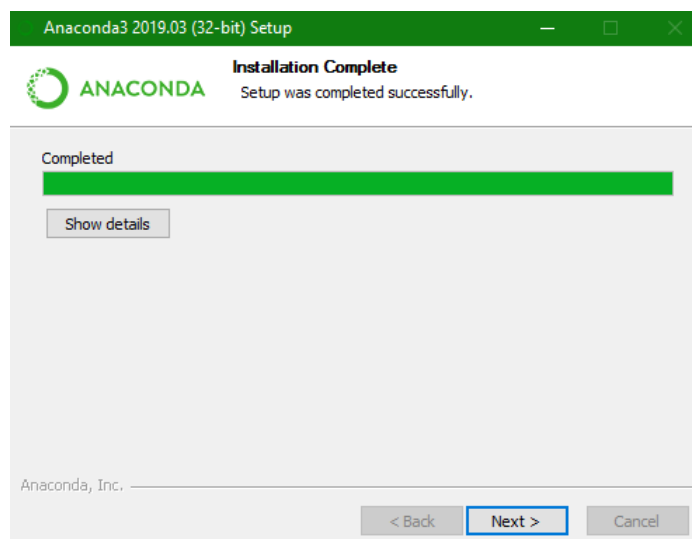 Anaconda3 2019.03 (32-bit) Setup
ANACONDA
Installation Complete
Setup was completed successfully.
Completed
Show details
Anaconda, Inc.
< Back
Next >
Cancel